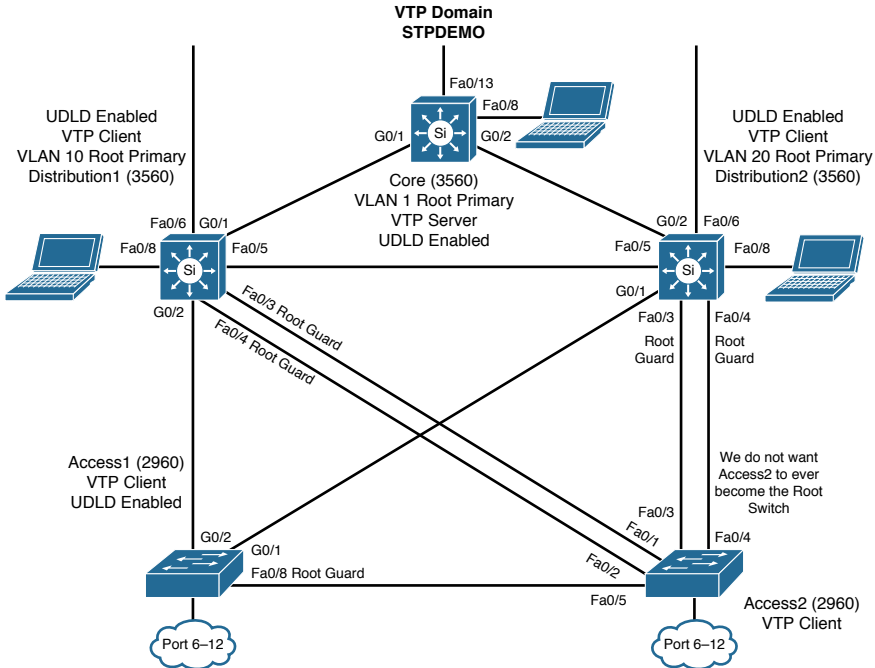 VTP Domain
STPDEMO
Fa0/13
Fa0/8
G0/1
Si
G0/2
UDLD Enabled
VTP Client
VLAN 10 Root Primary
Distribution1 (3560)
UDLD Enabled
VTP Client
VLAN 20 Root Primary
Distribution2 (3560)
Core (3560)
VLAN 1 Root Primary
VTP Server
UDLD Enabled
Fa0/6
G0/1
Fa0/8
Si
Fa0/5
G0/2
G0/2
Fa0/6
Fa0/5
Si
Fa0/8
G0/1
Fa0/3 Root Guard
Fa0/4 Root Guard
Fa0/3
Root
Guard
Fa0/4
Root
Guard
We do not want
Access2 to ever
become the Root
Switch
Access1 (2960)
VTP Client
UDLD Enabled
G0/2
G0/1
Fa0/8 Root Guard
Fa0/3
Fa0/1
Fa0/2
Fa0/4
Fa0/5
Access2 (2960)
VTP Client
Port 6–12
Port 6–12